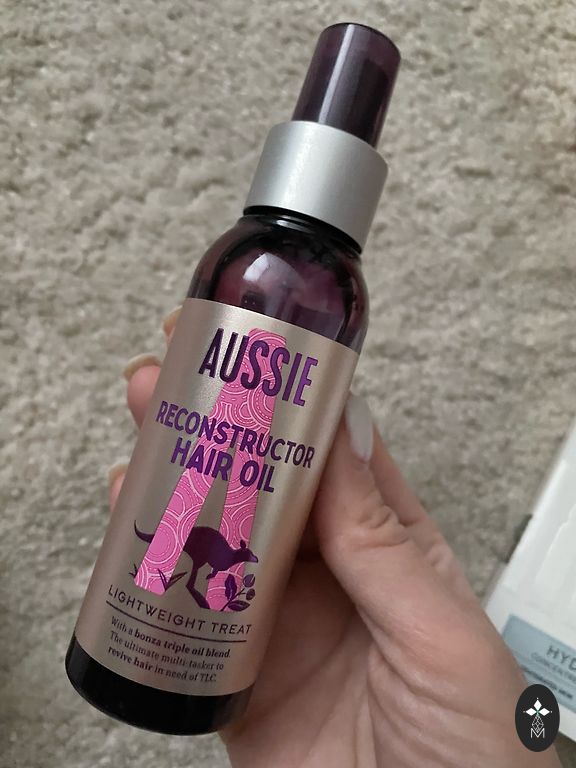 AUSSIE
RECONSTRUCTOR
HAIR OIL
LIGHTWEIGHT TREAT
With a bonza triple oil blend.
The ultimate multi-tasker to
revive hair in need of TLC.
M